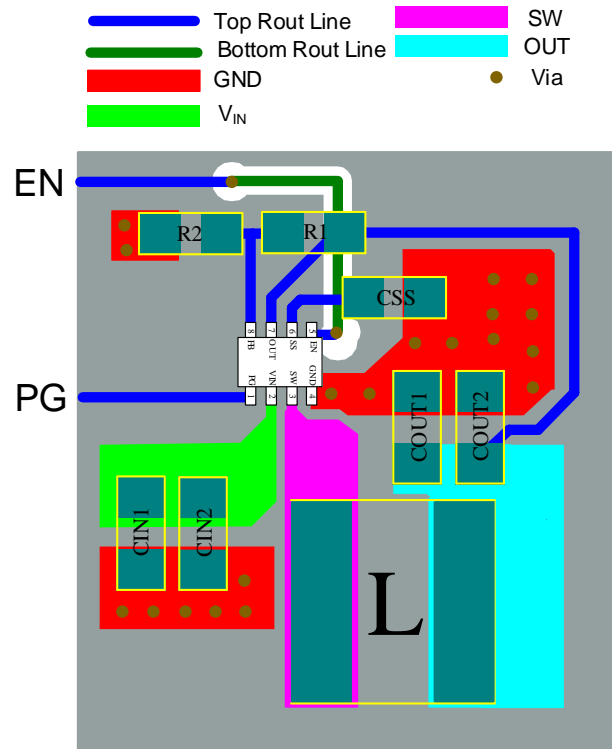 Top Rout Line
SW
Bottom Rout Line
OUT
GND
Via
VIN
EN
R2
R1
CSS
8 7 6 5
FB OUT SS EN
PG VIN SW GND
1 2 3 4
PG
COUT1
COUT2
CIN1
CIN2
L